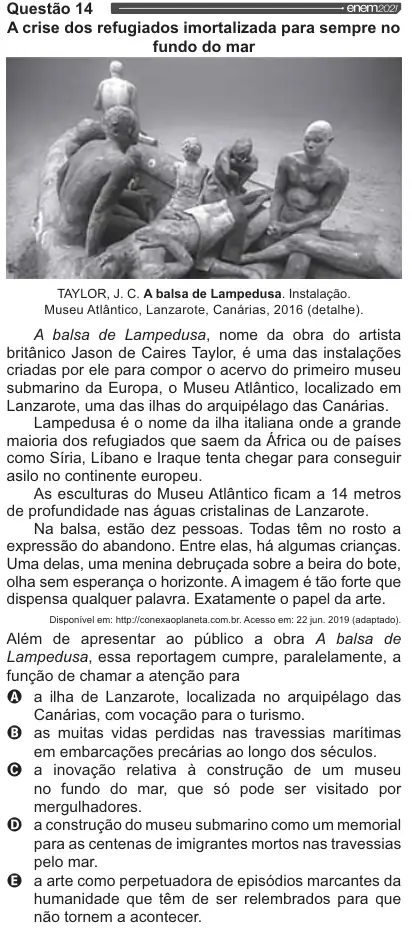 Questão 14 enem2021
A crise dos refugiados imortalizada para sempre no
fundo do mar
TAYLOR, J. C. A balsa de Lampedusa. Instalação.
Museu Atlântico, Lanzarote, Canárias, 2016 (detalhe).
A balsa de Lampedusa, nome da obra do artista
britânico Jason de Caires Taylor, é uma das instalações
criadas por ele para compor o acervo do primeiro museu
submarino da Europa, o Museu Atlântico, localizado em
Lanzarote, uma das ilhas do arquipélago das Canárias.
Lampedusa é o nome da ilha italiana onde a grande
maioria dos refugiados que saem da África ou de países
como Síria, Líbano e Iraque tenta chegar para conseguir
asilo no continente europeu.
As esculturas do Museu Atlântico ficam a 14 metros
de profundidade nas águas cristalinas de Lanzarote.
Na balsa, estão dez pessoas. Todas têm no rosto a
expressão do abandono. Entre elas, há algumas crianças.
Uma delas, uma menina debruçada sobre a beira do bote,
olha sem esperança o horizonte. A imagem é tão forte que
dispensa qualquer palavra. Exatamente o papel da arte.
Disponível em: http://conexaoplaneta.com.br. Acesso em: 22 jun. 2019 (adaptado).
Além de apresentar ao público a obra A balsa de
Lampedusa, essa reportagem cumpre, paralelamente, a
função de chamar a atenção para
A a ilha de Lanzarote, localizada no arquipélago das
Canárias, com vocação para o turismo.
B as muitas vidas perdidas nas travessias marítimas
em embarcações precárias ao longo dos séculos.
C a inovação relativa à construção de um museu
no fundo do mar, que só pode ser visitado por
mergulhadores.
D a construção do museu submarino como um memorial
para as centenas de imigrantes mortos nas travessias
pelo mar.
E a arte como perpetuadora de episódios marcantes da
humanidade que têm de ser relembrados para que
não tornem a acontecer.